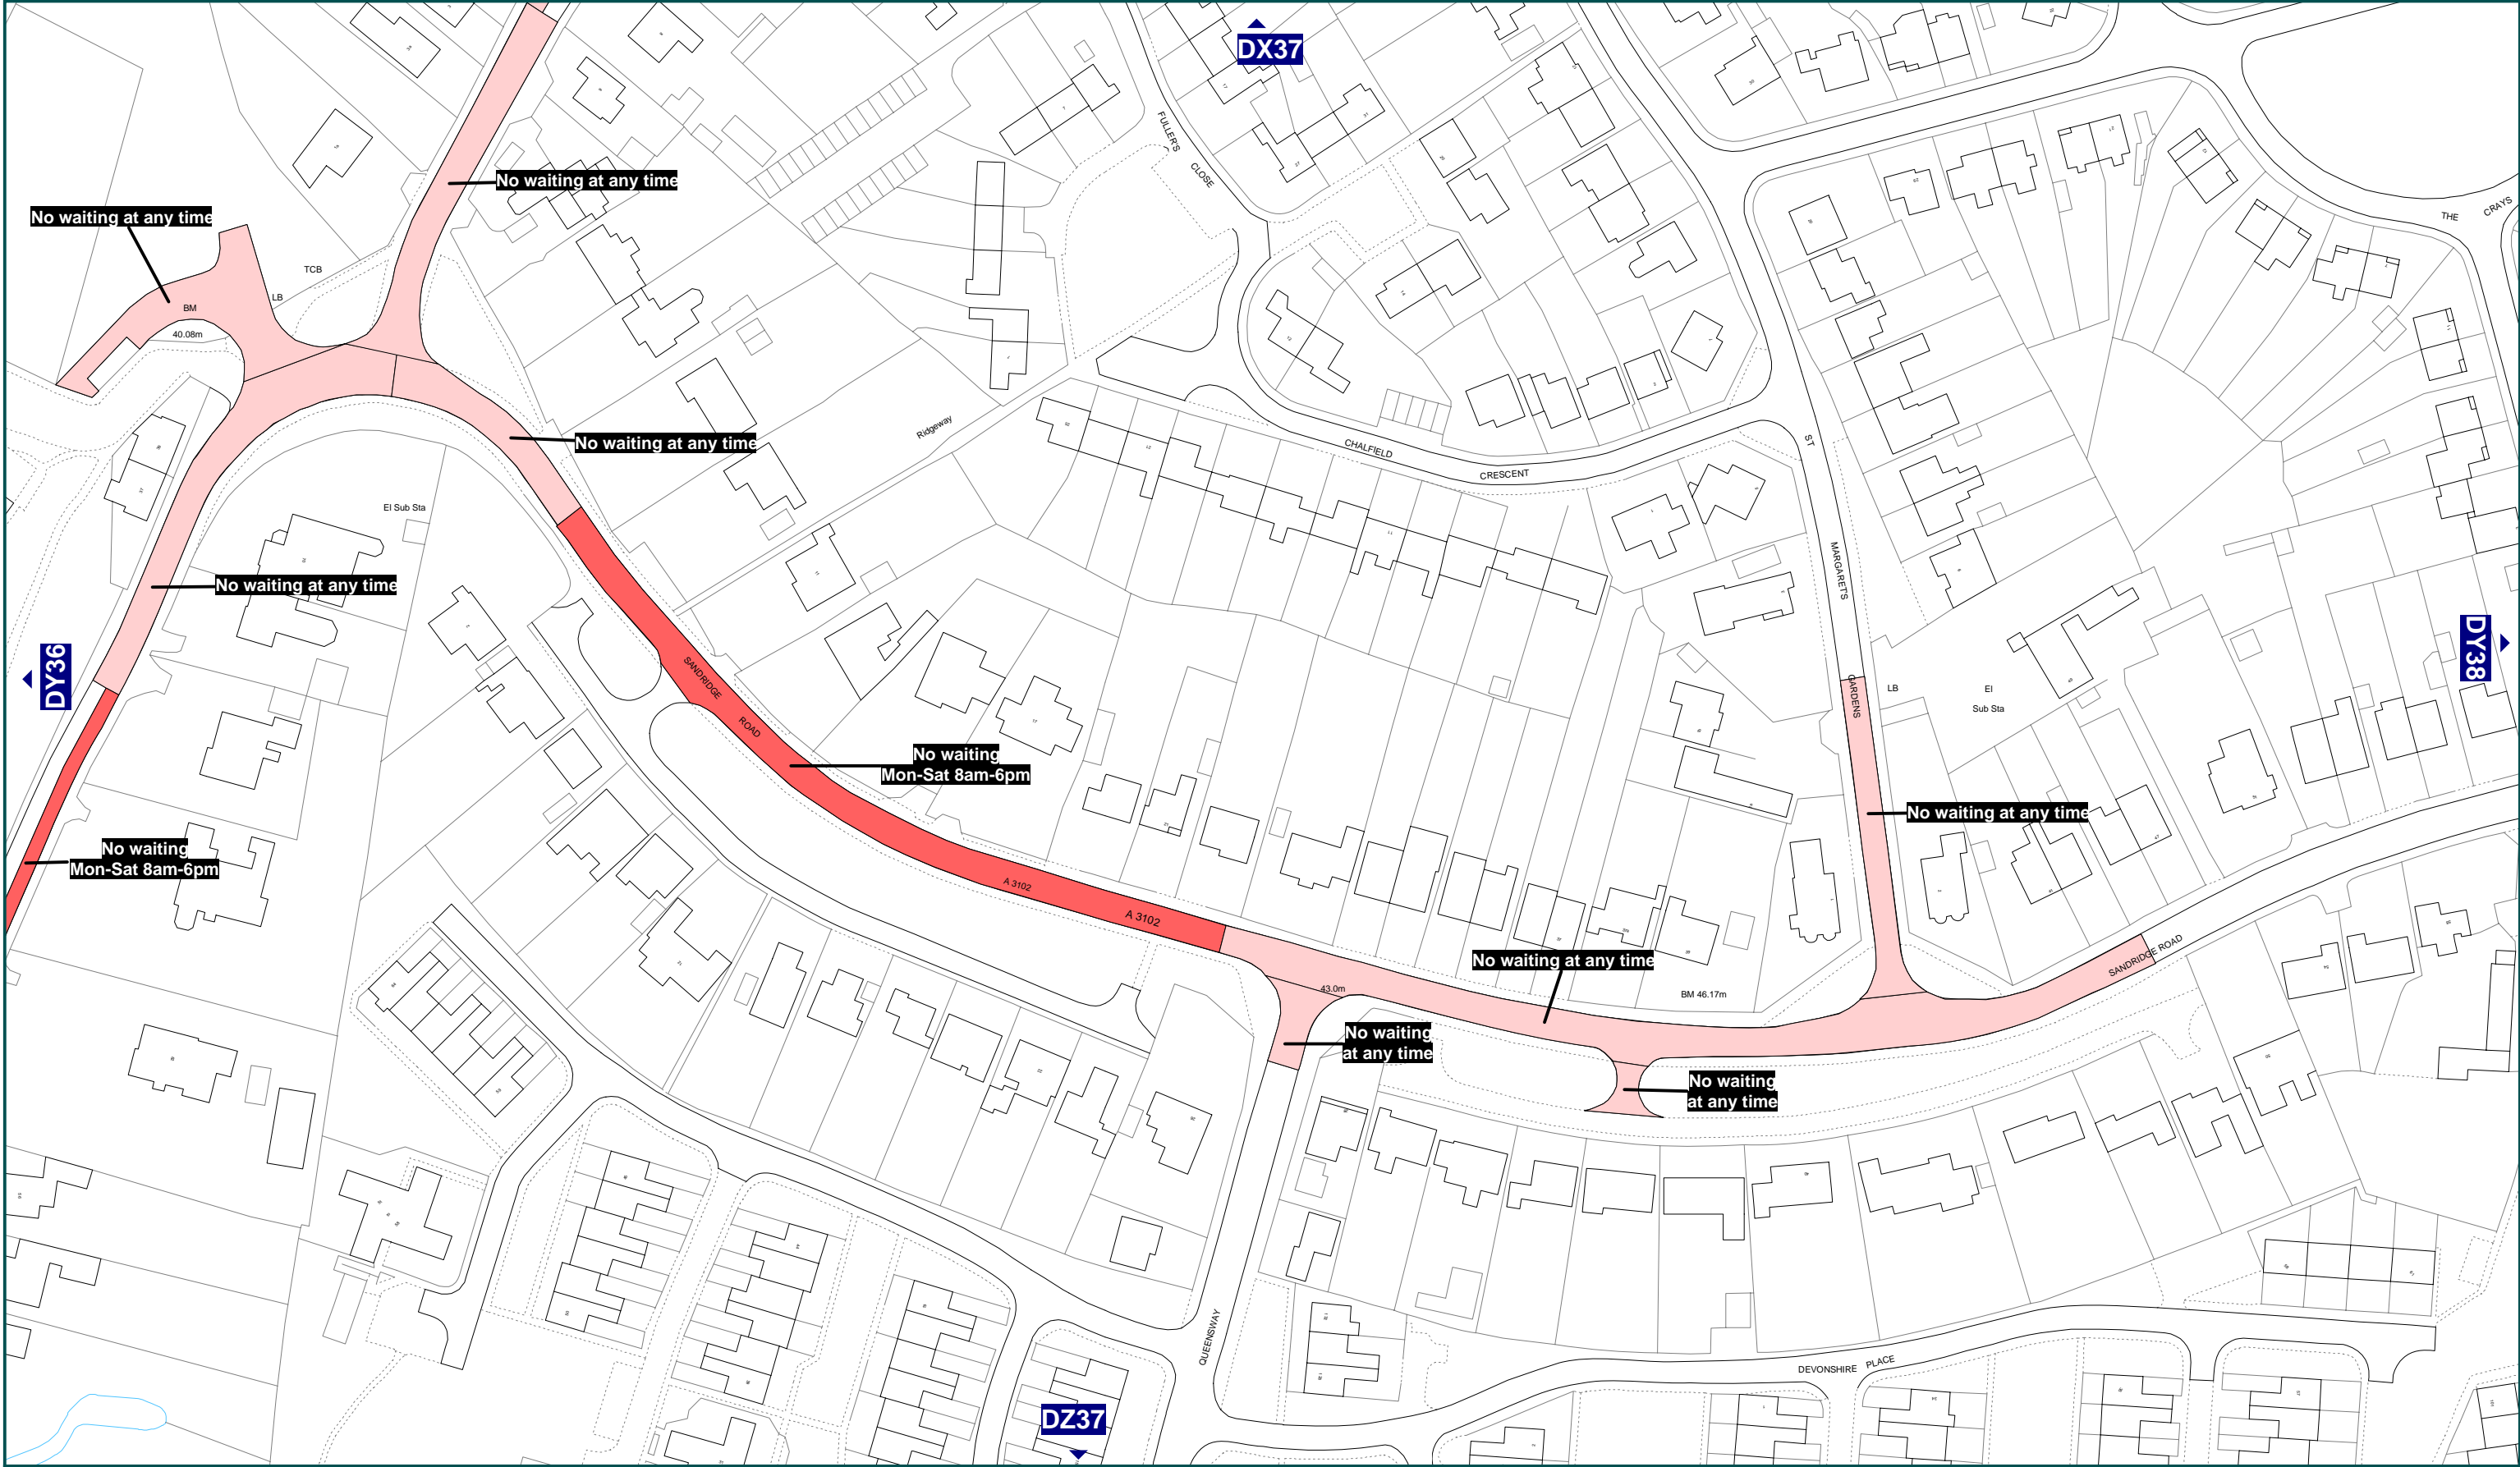 DX37
No waiting at any time
No waiting at any time
FULLER'S
CLOSE
THE
CRAYS
TCB
LB
BM
40.08m
No waiting at any time
Ridgeway
CHALFIELD
CRESCENT
ST
MARGARET'S
GARDENS
El Sub Sta
No waiting at any time
DY36
SANDRIDGE
ROAD
LB
El
Sub Sta
DY38
No waiting
Mon-Sat 8am-6pm
No waiting at any time
No waiting
Mon-Sat 8am-6pm
A 3102
A 3102
No waiting at any time
SANDRIDGE ROAD
43.0m
BM 46.17m
No waiting
at any time
No waiting
at any time
QUEENSWAY
DEVONSHIRE
PLACE
DZ37